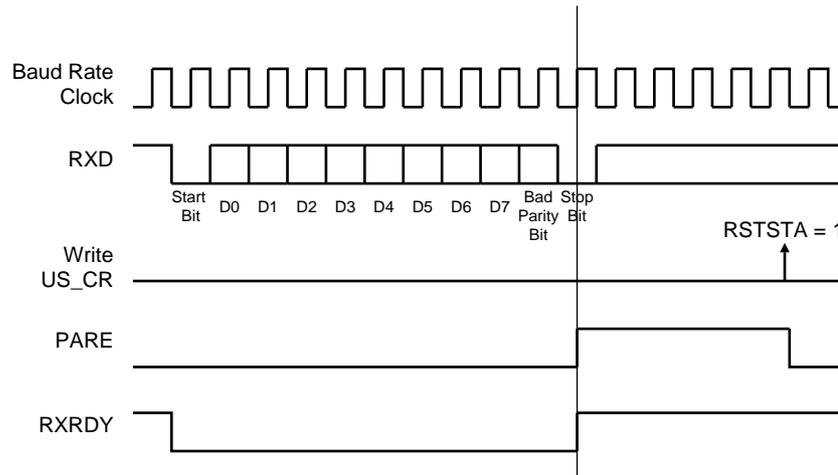 Baud Rate
Clock
RXD
Start
Bit
D0
D1
D2
D3
D4
D5
D6
D7
Bad
Parity
Bit
Stop
Bit
RSTSTA = 1
Write
US_CR
PARE
RXRDY